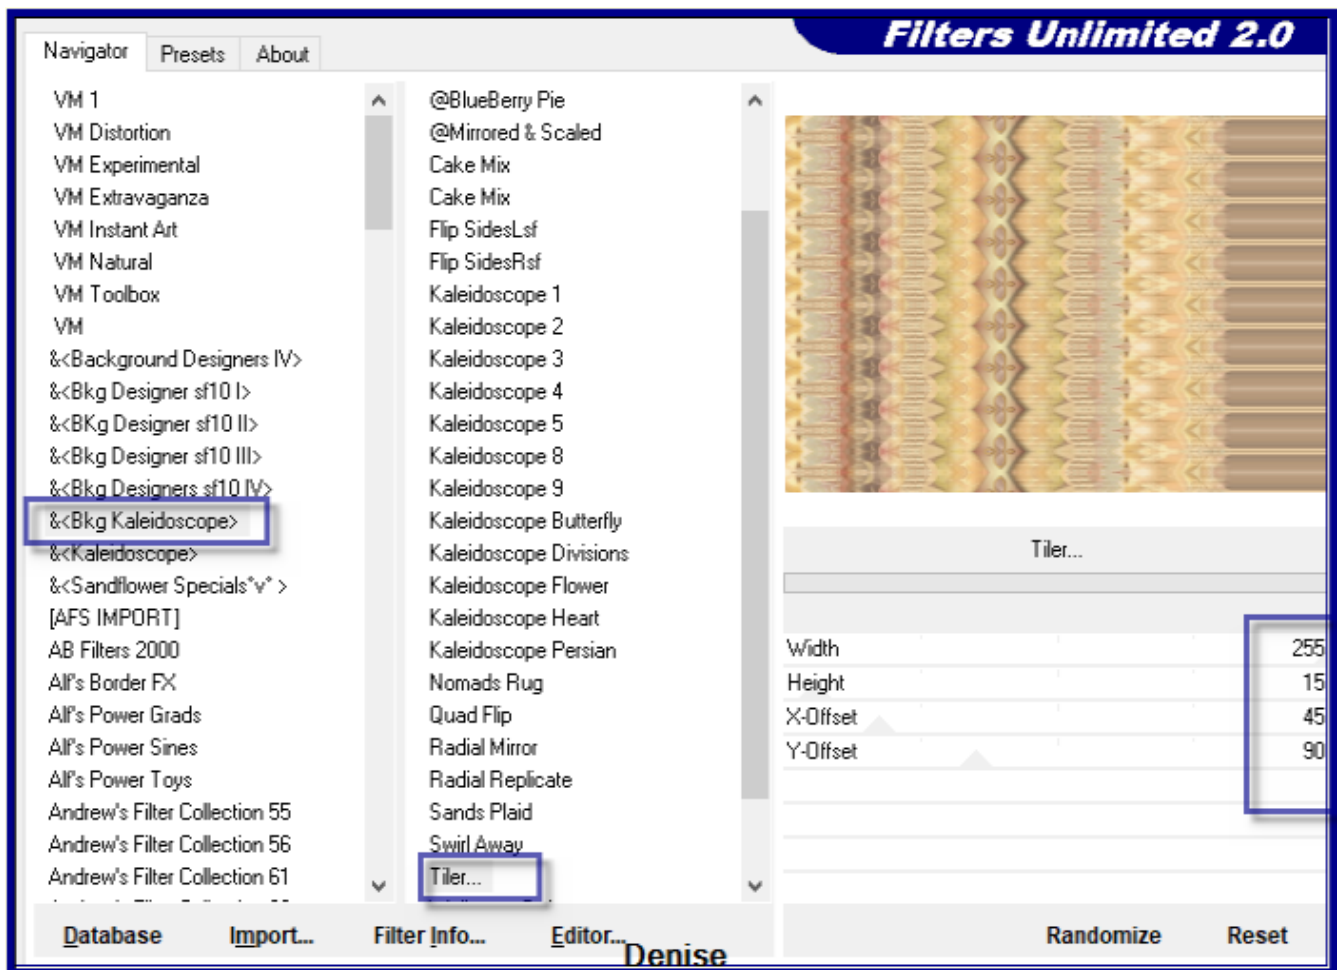 Filters Unlimited 2.0
Navigator Presets About
VM 1
VM Distortion
VM Experimental
VM Extravaganza
VM Instant Art
VM Natural
VM Toolbox
VM
&<Background Designers IV>
&<Bkg Designer sf10 I>
&<BKg Designer sf10 II>
&<Bkg Designer sf10 III>
&<Bkg Designers sf10 IV>
&<Bkg Kaleidoscope>
&<Kaleidoscope>
&<Sandflower Specials°v° >
[AFS IMPORT]
AB Filters 2000
Alf's Border FX
Alf's Power Grads
Alf's Power Sines
Alf's Power Toys
Andrew's Filter Collection 55
Andrew's Filter Collection 56
Andrew's Filter Collection 61
@BlueBerry Pie
@Mirrored & Scaled
Cake Mix
Cake Mix
Flip SidesLsf
Flip SidesRsf
Kaleidoscope 1
Kaleidoscope 2
Kaleidoscope 3
Kaleidoscope 4
Kaleidoscope 5
Kaleidoscope 8
Kaleidoscope 9
Kaleidoscope Butterfly
Kaleidoscope Divisions
Kaleidoscope Flower
Kaleidoscope Heart
Kaleidoscope Persian
Nomads Rug
Quad Flip
Radial Mirror
Radial Replicate
Sands Plaid
Swirl Away
Tiler...
Tiler...
Width 255
Height 15
X-Offset 45
Y-Offset 90
Database Import... Filter Info... Editor... Randomize Reset
Denise